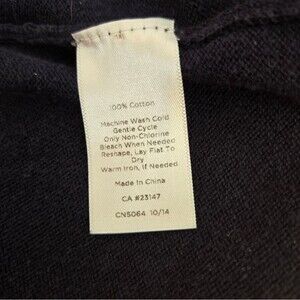 100% Cotton
Machine Wash Cold
Gentle Cycle
Only Non-Chlorine
Bleach When Needed
Reshape, Lay Flat To
Dry
Warm Iron, If Needed
Made In China
CA #23147
CN5064 10/14